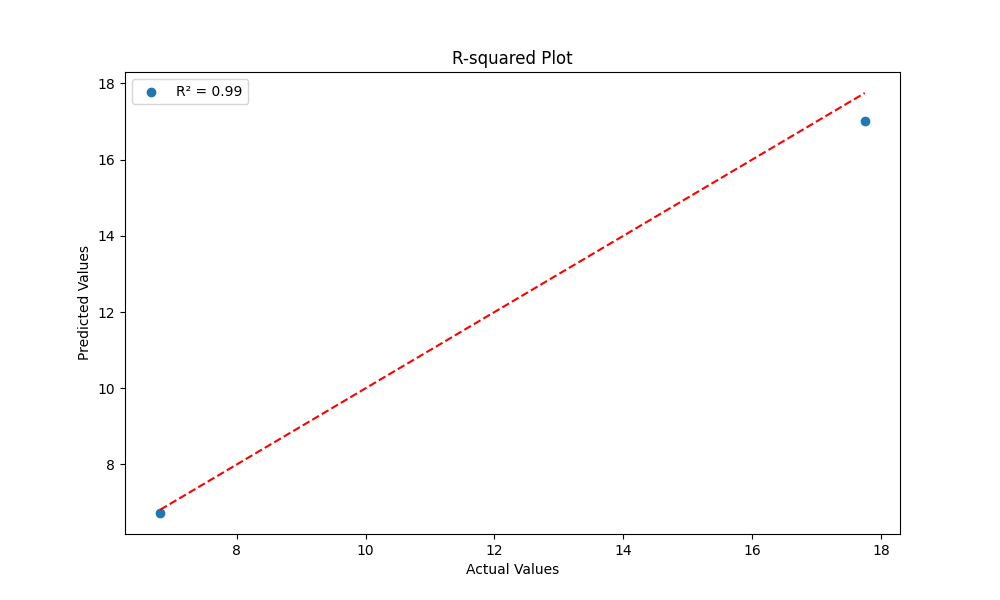 R-squared Plot
R² = 0.99
18
16
14
12
10
8
Predicted Values
8 10 12 14 16 18
Actual Values